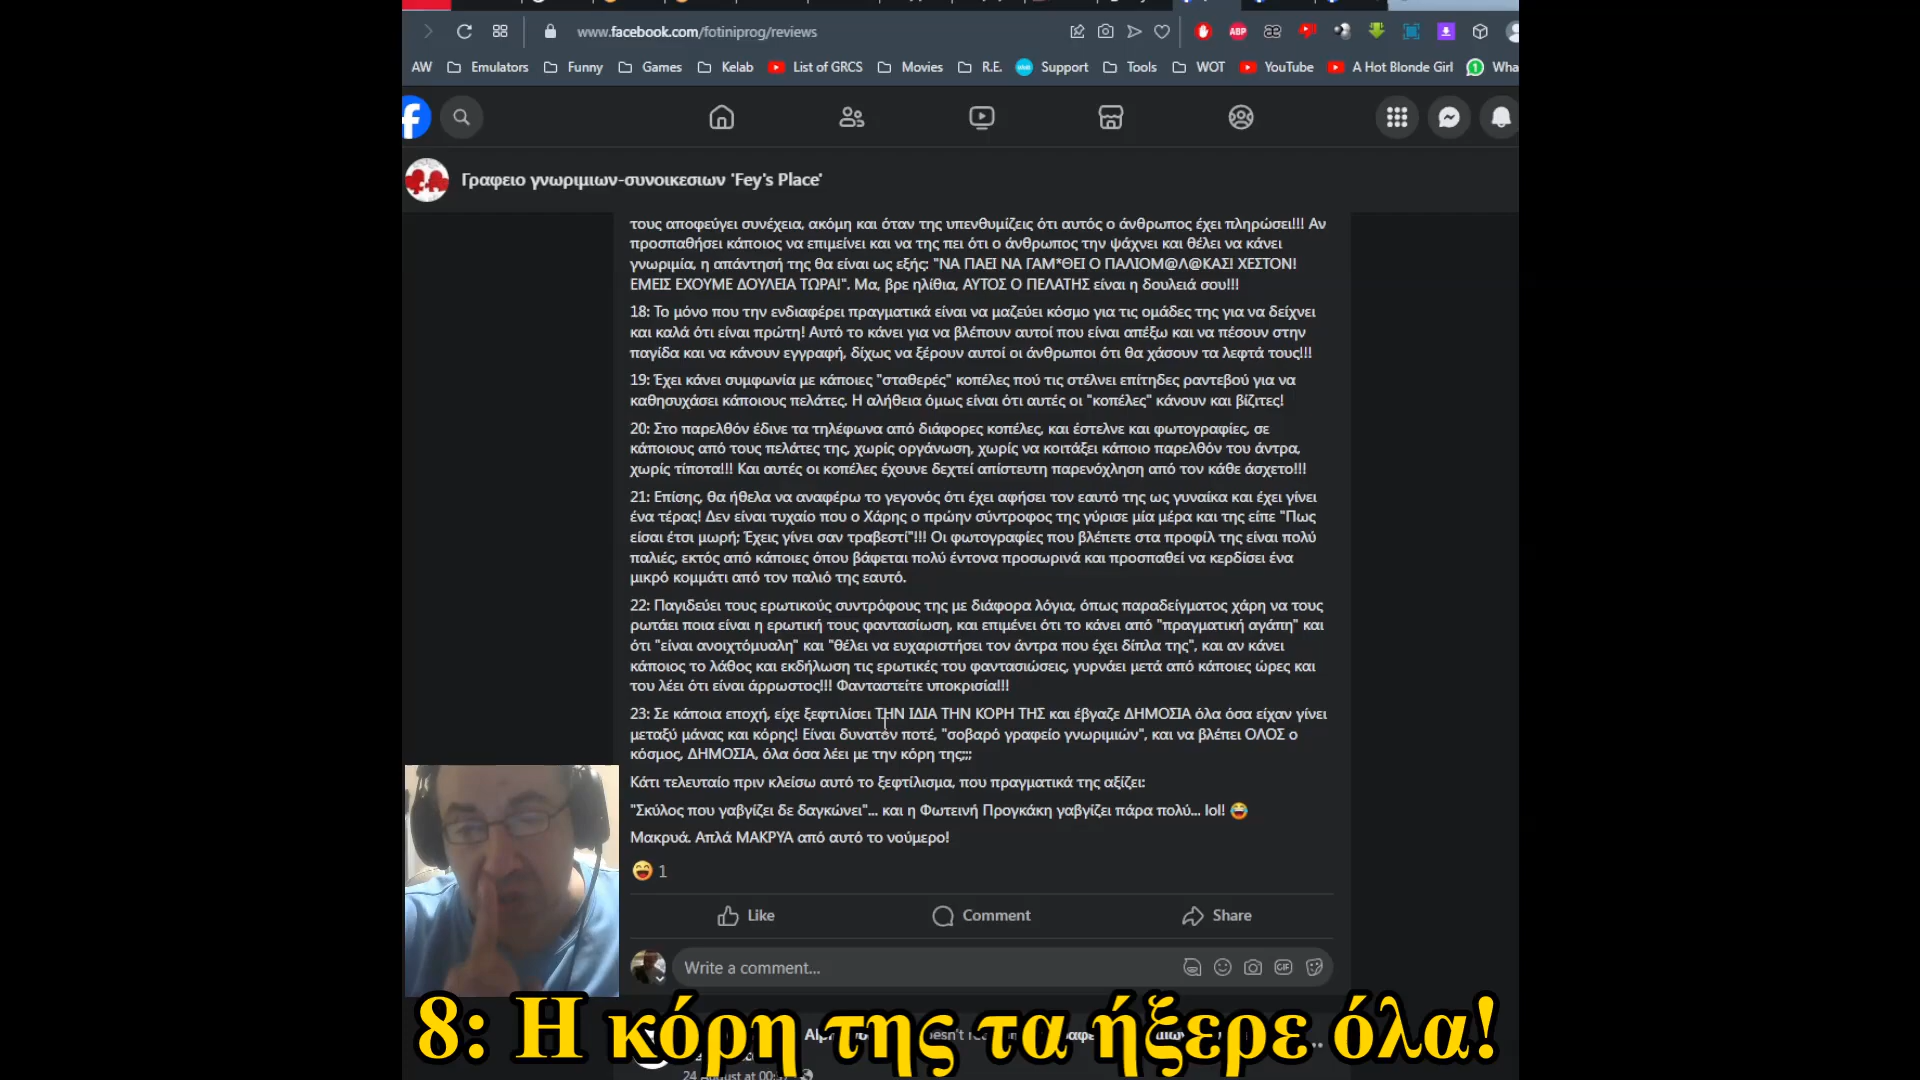 www.facebook.com/fotiniprog/reviews
AW Emulators Funny Games Kelab List of GRCS Movies R.E. Support Tools WOT YouTube A Hot Blonde Girl Wha
Γραφειο γνωριμιων-συνοικεσιων 'Fey's Place'
τους αποφεύγει συνέχεια, ακόμη και όταν της υπενθυμίζεις ότι αυτός ο άνθρωπος έχει πληρώσει!!! Αν
προσπαθήσει κάποιος να επιμείνει και να της πει ότι ο άνθρωπος την ψάχνει και θέλει να κάνει
γνωριμία, η απάντησή της θα είναι ως εξής: "ΝΑ ΠΑΕΙ ΝΑ ΓΑΜ*ΘΕΙ Ο ΠΑΛΙΟΜ@Λ@ΚΑΣ! ΧΕΣΤΟΝ!
ΕΜΕΙΣ ΕΧΟΥΜΕ ΔΟΥΛΕΙΑ ΤΩΡΑ!". Μα, βρε ηλίθια, ΑΥΤΟΣ Ο ΠΕΛΑΤΗΣ είναι η δουλειά σου!!!
18: Το μόνο που την ενδιαφέρει πραγματικά είναι να μαζεύει κόσμο για τις ομάδες της για να δείχνει
και καλά ότι είναι πρώτη! Αυτό το κάνει για να βλέπουν αυτοί που είναι απέξω και να πέσουν στην
παγίδα και να κάνουν εγγραφή, δίχως να ξέρουν αυτοί οι άνθρωποι ότι θα χάσουν τα λεφτά τους!!!
19: Έχει κάνει συμφωνία με κάποιες "σταθερές" κοπέλες πού τις στέλνει επίτηδες ραντεβού για να
καθησυχάσει κάποιους πελάτες. Η αλήθεια όμως είναι ότι αυτές οι "κοπέλες" κάνουν και βίζιτες!
20: Στο παρελθόν έδινε τα τηλέφωνα από διάφορες κοπέλες, και έστελνε και φωτογραφίες, σε
κάποιους από τους πελάτες της, χωρίς οργάνωση, χωρίς να κοιτάξει κάποιο παρελθόν του άντρα,
χωρίς τίποτα!!! Και αυτές οι κοπέλες έχουνε δεχτεί απίστευτη παρενόχληση από τον κάθε άσχετο!!!
21: Επίσης, θα ήθελα να αναφέρω το γεγονός ότι έχει αφήσει τον εαυτό της ως γυναίκα και έχει γίνει
ένα τέρας! Δεν είναι τυχαίο που ο Χάρης ο πρώην σύντροφος της γύρισε μία μέρα και της είπε "Πως
είσαι έτσι μωρή; Έχεις γίνει σαν τραβεστί"!!! Οι φωτογραφίες που βλέπετε στα προφίλ της είναι πολύ
παλιές, εκτός από κάποιες όπου βάφεται πολύ έντονα προσωρινά και προσπαθεί να κερδίσει ένα
μικρό κομμάτι από τον παλιό της εαυτό.
22: Παγιδεύει τους ερωτικούς συντρόφους της με διάφορα λόγια, όπως παραδείγματος χάρη να τους
ρωτάει ποια είναι η ερωτική τους φαντασίωση, και επιμένει ότι το κάνει από "πραγματική αγάπη" και
ότι "είναι ανοιχτόμυαλη" και "θέλει να ευχαριστήσει τον άντρα που έχει δίπλα της", και αν κάνει
κάποιος το λάθος και εκδήλωση τις ερωτικές του φαντασιώσεις, γυρνάει μετά από κάποιες ώρες και
του λέει ότι είναι άρρωστος!!! Φανταστείτε υποκρισία!!!
23: Σε κάποια εποχή, είχε ξεφτιλίσει ΤΗΝ ΙΔΙΑ ΤΗΝ ΚΟΡΗ ΤΗΣ και έβγαζε ΔΗΜΟΣΙΑ όλα όσα είχαν γίνει
μεταξύ μάνας και κόρης! Είναι δυνατόν ποτέ, "σοβαρό γραφείο γνωριμιών", και να βλέπει ΟΛΟΣ ο
κόσμος, ΔΗΜΟΣΙΑ, όλα όσα λέει με την κόρη της;;;
Κάτι τελευταίο πριν κλείσω αυτό το ξεφτίλισμα, που πραγματικά της αξίζει:
"Σκύλος που γαβγίζει δε δαγκώνει"... και η Φωτεινή Προγκάκη γαβγίζει πάρα πολύ... lol!
Μακρυά. Απλά ΜΑΚΡΥΑ από αυτό το νούμερο!
1
Like Comment Share
Write a comment...
8: Η κόρη της τα ήξερε όλα!
24 August at 00: